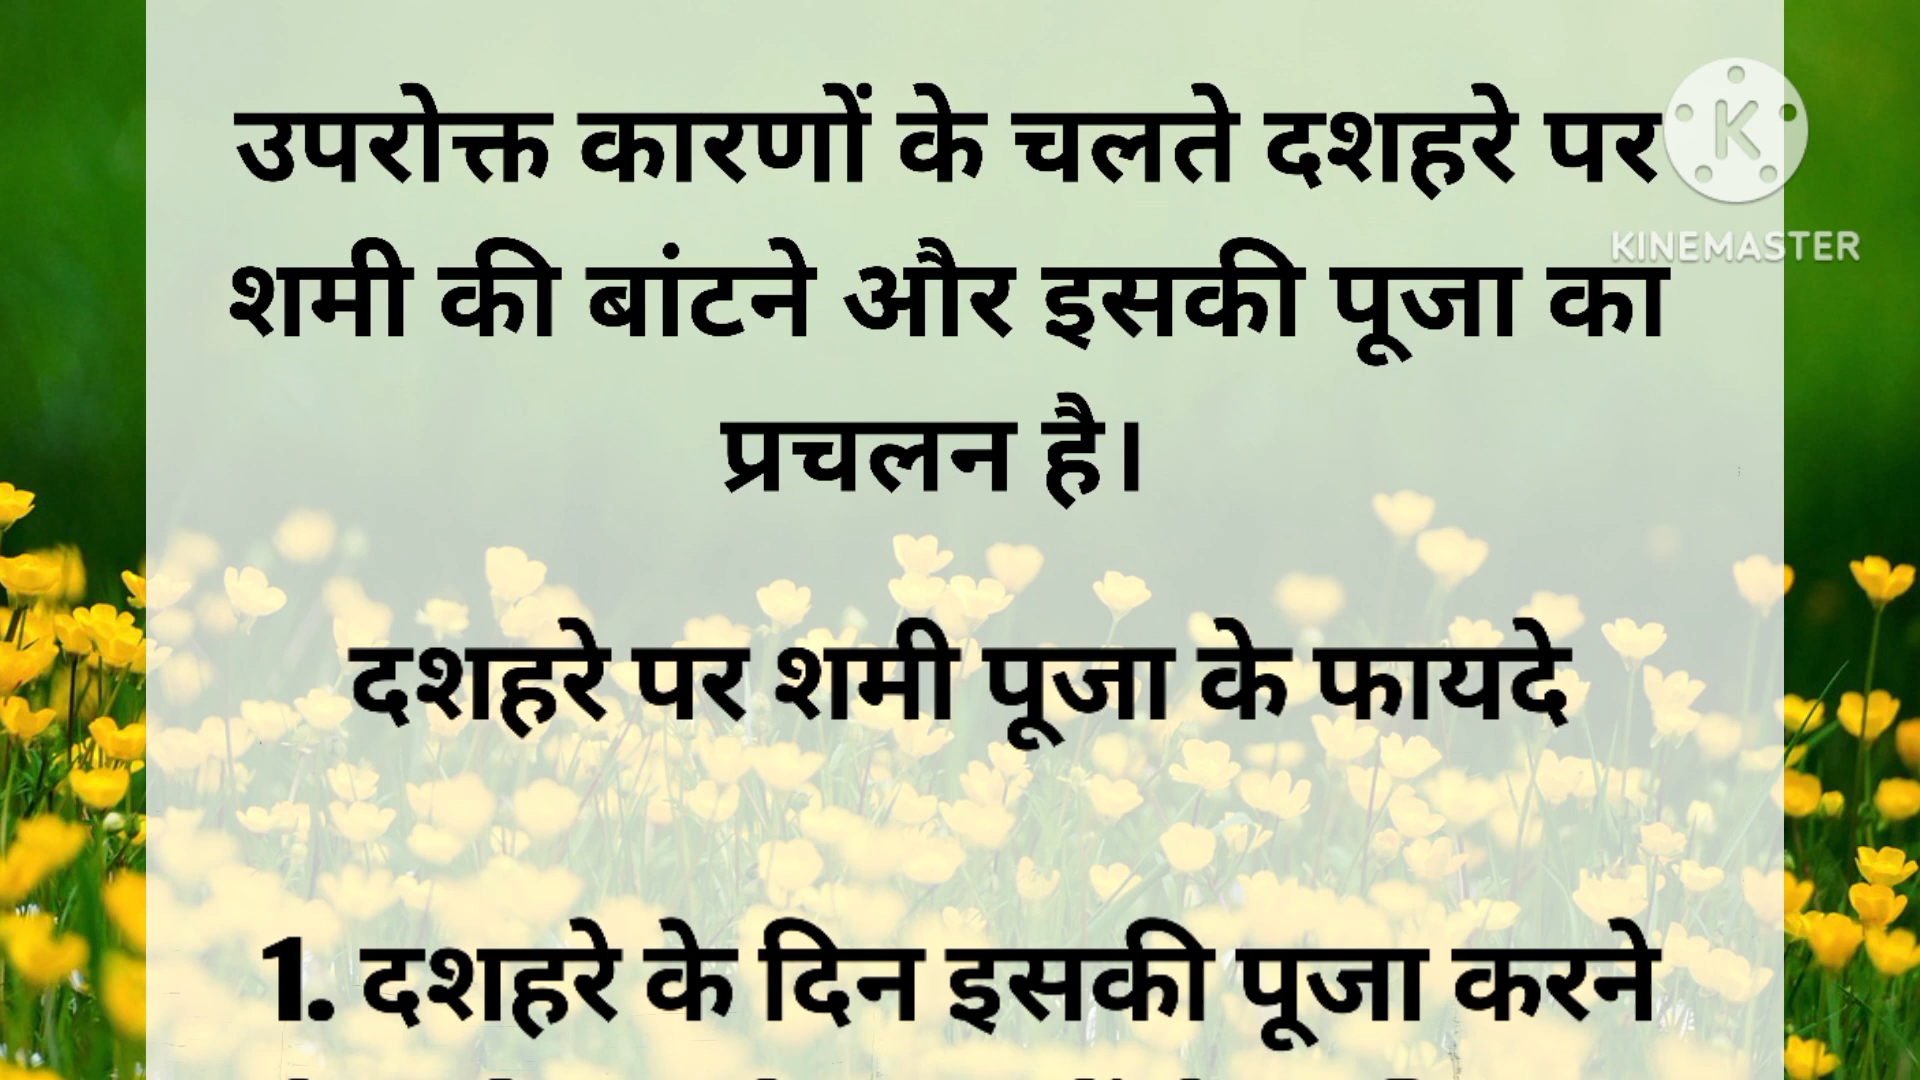 उपरोक्त कारणों के चलते दशहरे पर
शमी की बांटने और इसकी पूजा का
प्रचलन है।
दशहरे पर शमी पूजा के फायदे
1. दशहरे के दिन इसकी पूजा करने
K
KINEMASTER